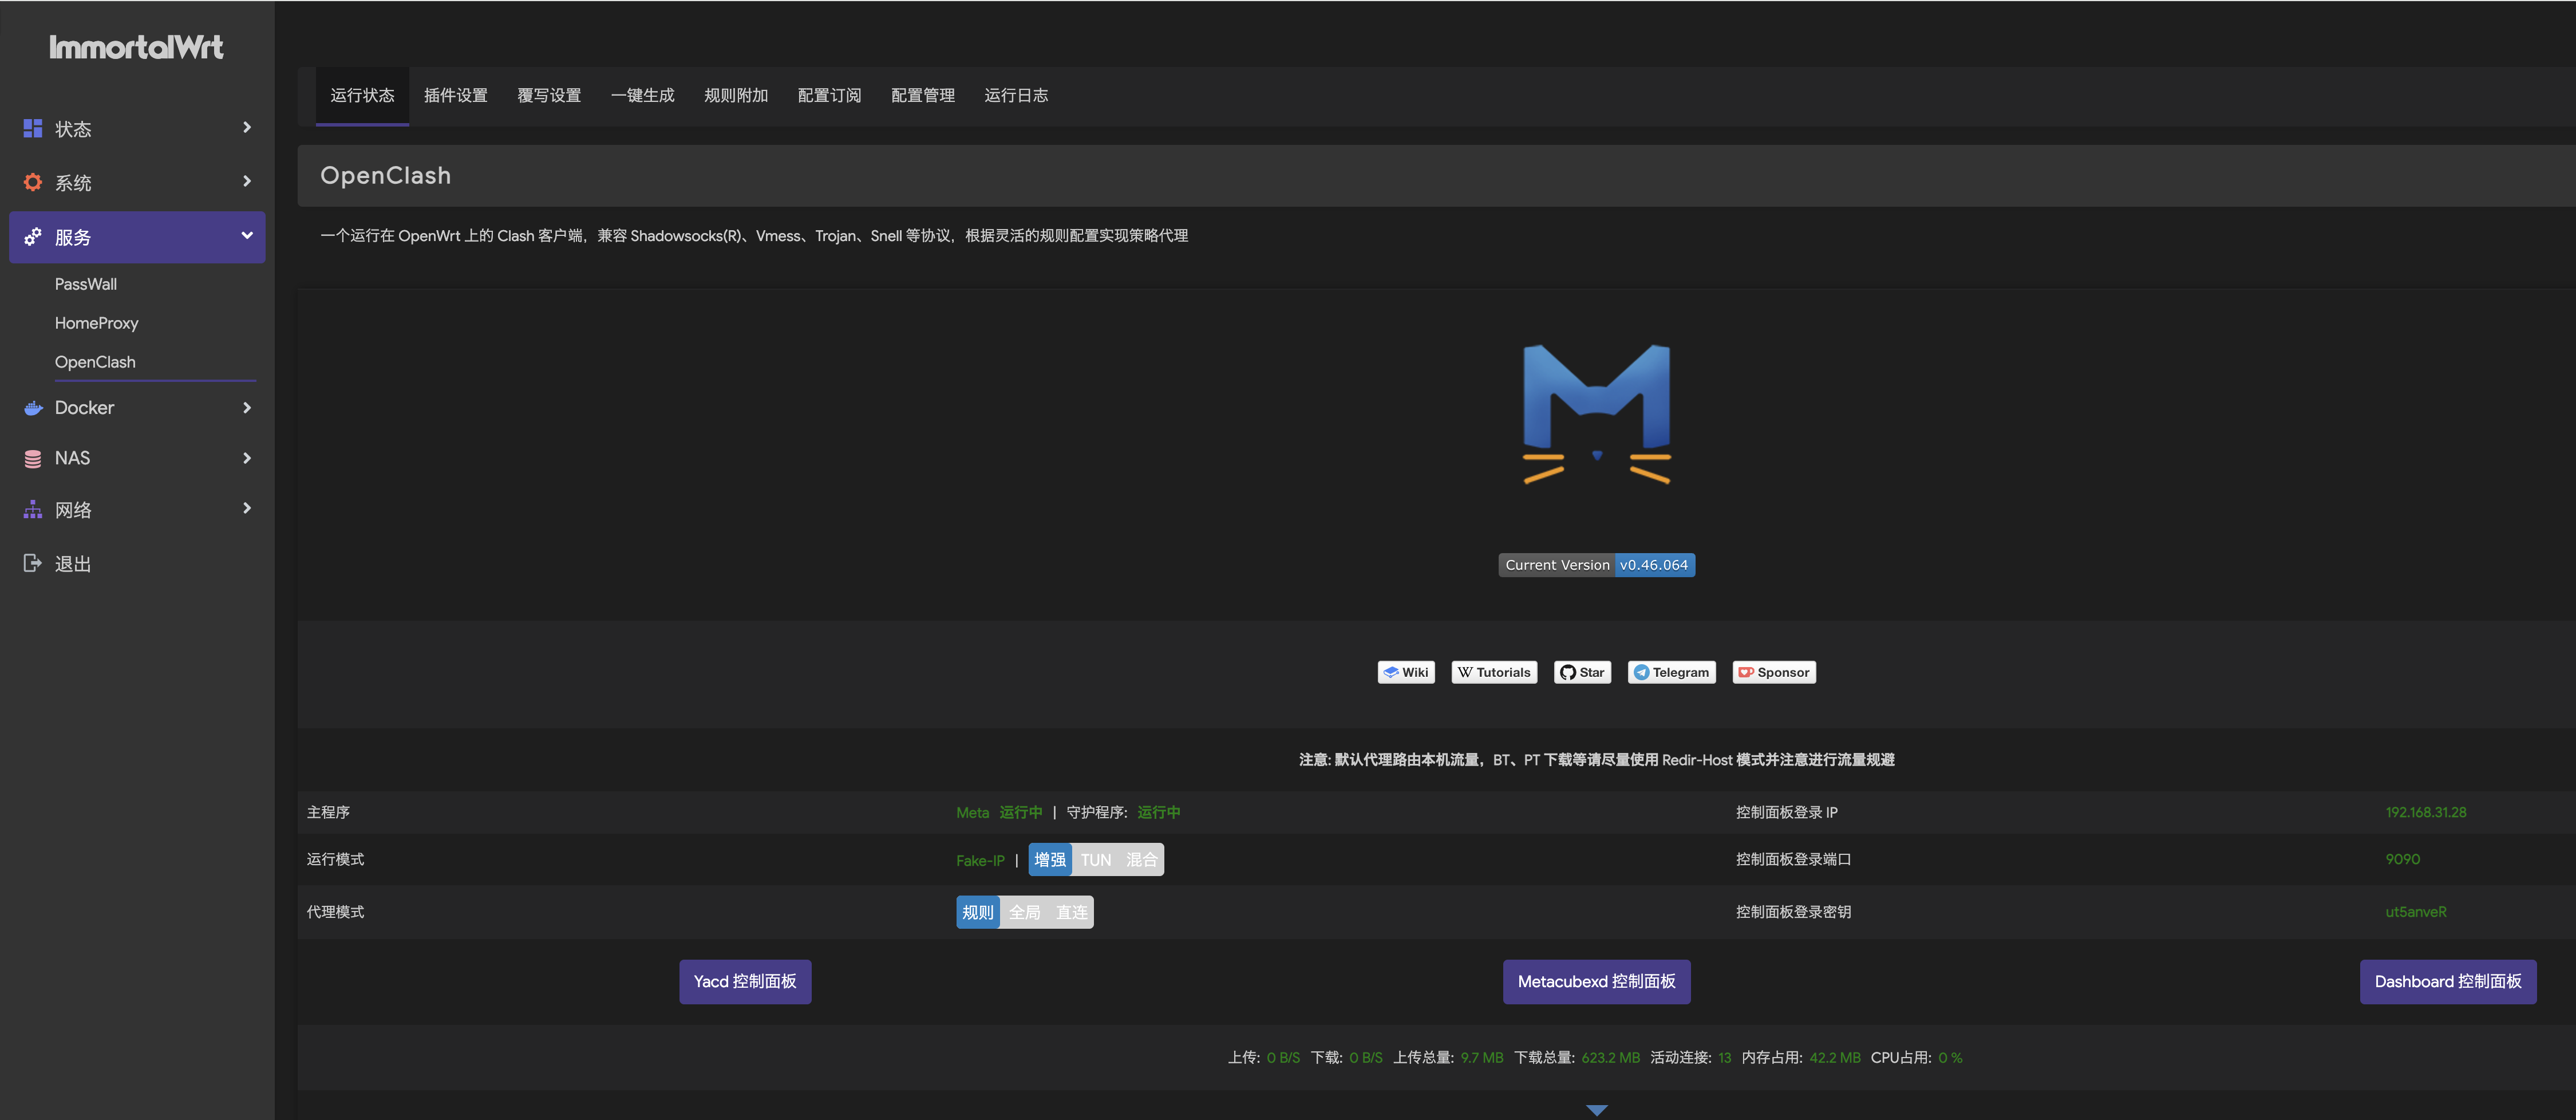 ImmortalWrt
状态
系统
服务
PassWall
HomeProxy
OpenClash
Docker
NAS
网络
退出
运行状态 插件设置 覆写设置 一键生成 规则附加 配置订阅 配置管理 运行日志
OpenClash
一个运行在 OpenWrt 上的 Clash 客户端，兼容 Shadowsocks(R)、Vmess、Trojan、Snell 等协议，根据灵活的规则配置实现策略代理
Current Version v0.46.064
Wiki Tutorials Star Telegram Sponsor
注意: 默认代理路由本机流量，BT、PT 下载等请尽量使用 Redir-Host 模式并注意进行流量规避
主程序 Meta 运行中 | 守护程序: 运行中 控制面板登录 IP 192.168.31.28
运行模式 Fake-IP | 增强 TUN 混合 控制面板登录端口 9090
代理模式 规则 全局 直连 控制面板登录密钥 ut5anveR
Yacd 控制面板 Metacubexd 控制面板 Dashboard 控制面板
上传: 0 B/S 下载: 0 B/S 上传总量: 9.7 MB 下载总量: 623.2 MB 活动连接: 13 内存占用: 42.2 MB CPU占用: 0 %